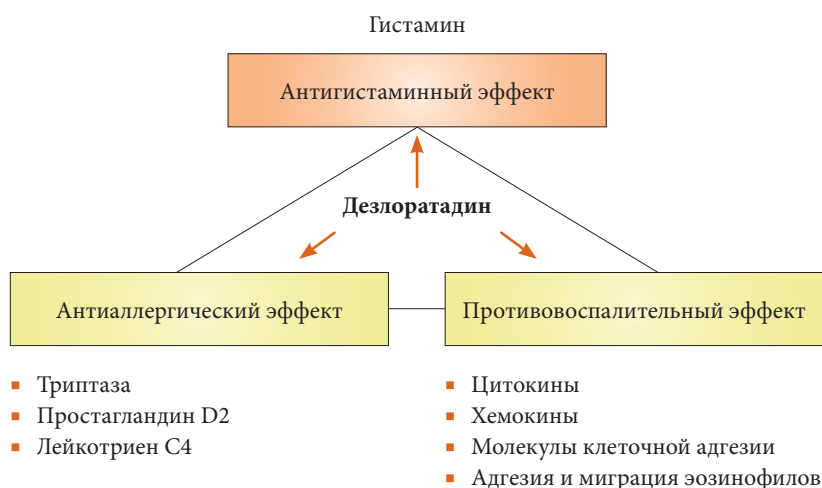 Гистамин
Антигистаминный эффект
Дезлоратадин
Антиаллергический эффект
Противовоспалительный эффект
Триптаза
Простагландин D2
Лейкотриен C4
Цитокины
Хемокины
Молекулы клеточной адгезии
Адгезия и миграция эозинофилов